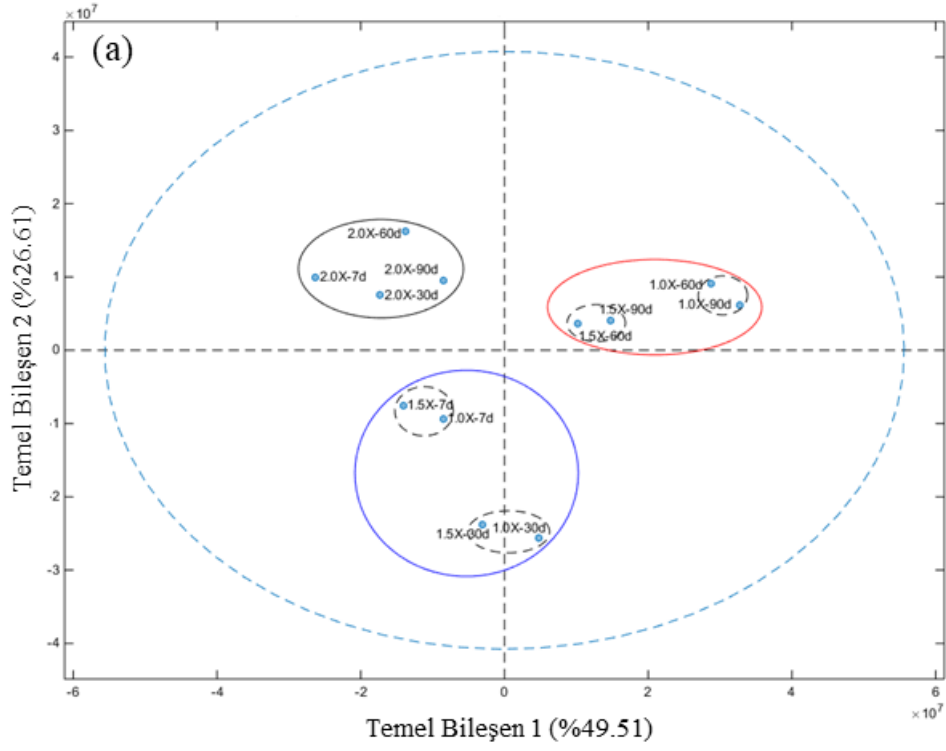 ×10⁷
(a)
4
3
2
1
0
-1
-2
-3
-4
Temel Bileşen 2 (%26.61)
2.0X-60d
2.0X-7d
2.0X-90d
2.0X-30d
1.0X-60d
1.0X-90d
1.5X-90d
1.5X-60d
1.5X-7d
1.0X-7d
1.5X-30d
1.0X-30d
-6 -4 -2 0 2 4 6
×10⁷
Temel Bileşen 1 (%49.51)